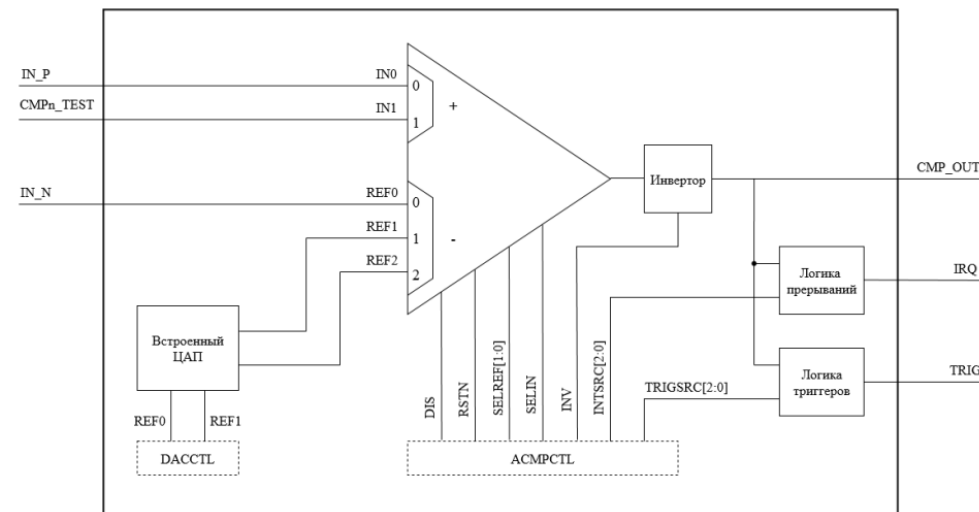 IN_P
IN0
0
CMPn_TEST
IN1
1
+
IN_N
REF0
0
REF1
1
-
REF2
2
Инвертор
CMP_OUT
Логика
прерываний
IRQ
Встроенный
ЦАП
Логика
триггеров
TRIG
REF0
REF1
DACCTL
DIS
RSTN
SELREF[1:0]
SELIN
INV
INTSRC[2:0]
TRIGSRC[2:0]
ACMPCTL